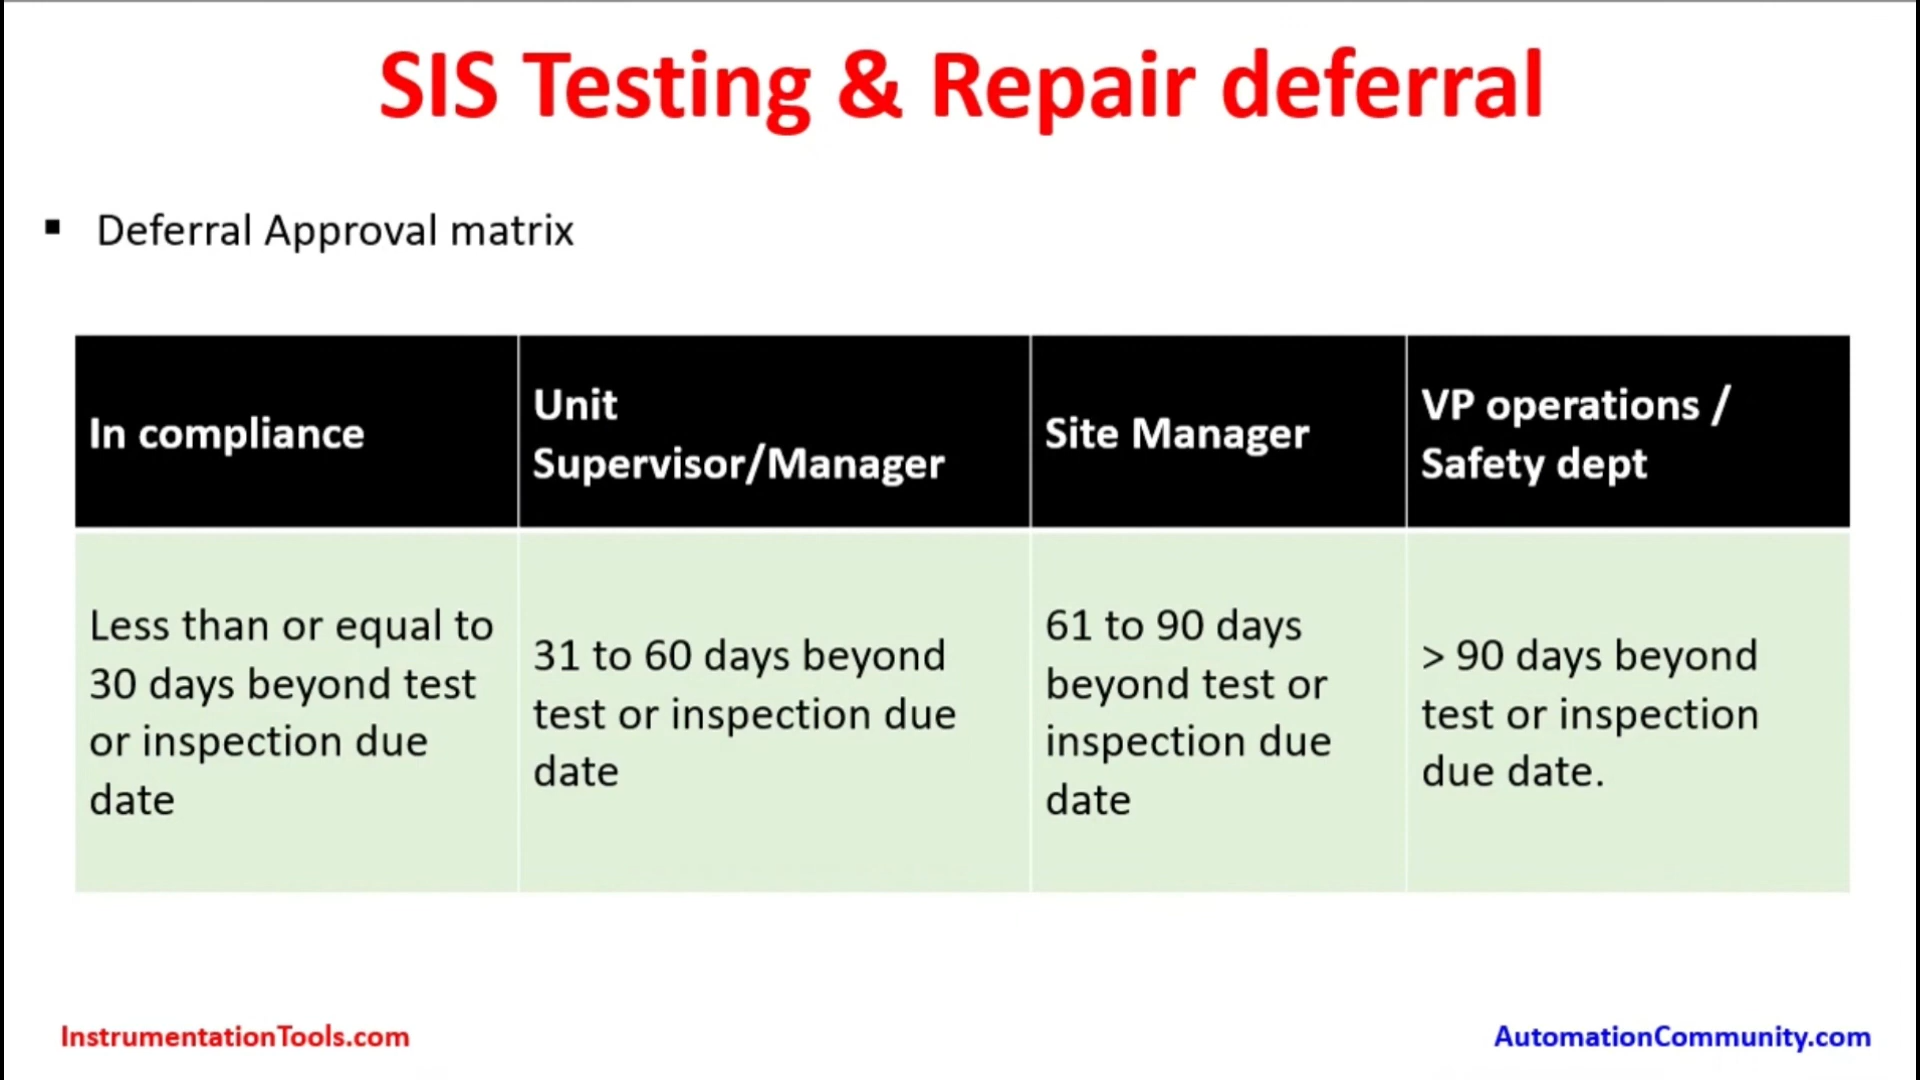 SIS Testing & Repair deferral
▪ Deferral Approval matrix
In compliance
Unit
Supervisor/Manager
Site Manager
VP operations /
Safety dept
Less than or equal to
30 days beyond test
or inspection due
date
31 to 60 days beyond
test or inspection due
date
61 to 90 days
beyond test or
inspection due
date
> 90 days beyond
test or inspection
due date.
InstrumentationTools.com
AutomationCommunity.com